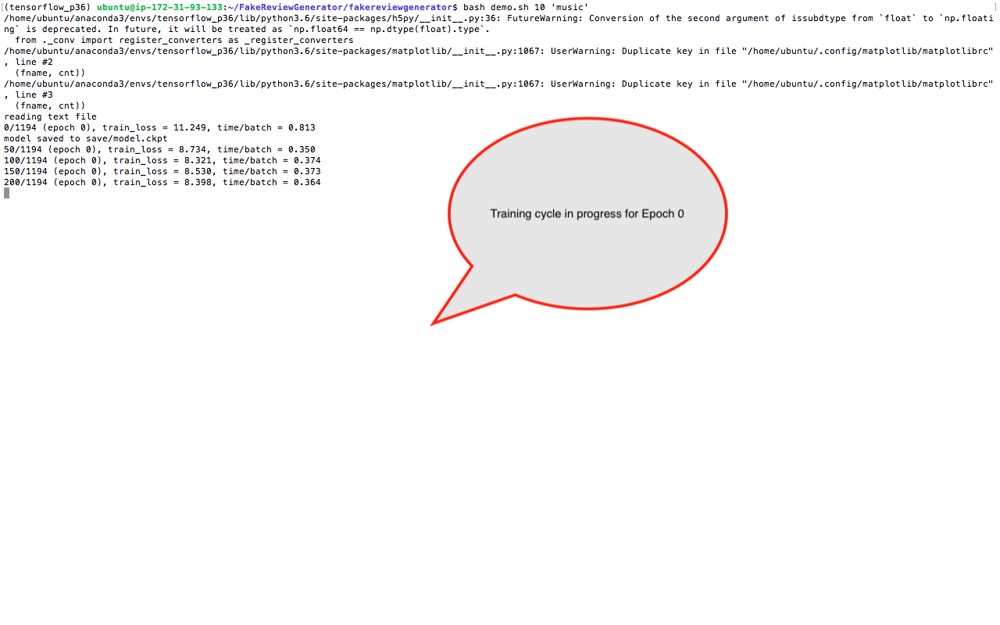 (tensorflow_p36) ubuntu@ip-172-31-93-133:~/FakeReviewGenerator/fakereviewgenerator$ bash demo.sh 10 'music'
/home/ubuntu/anaconda3/envs/tensorflow_p36/lib/python3.6/site-packages/h5py/__init__.py:36: FutureWarning: Conversion of the second argument of issubdtype from `float` to `np.floati
ng` is deprecated. In future, it will be treated as `np.float64 == np.dtype(float).type`.
  from ._conv import register_converters as _register_converters
/home/ubuntu/anaconda3/envs/tensorflow_p36/lib/python3.6/site-packages/matplotlib/__init__.py:1067: UserWarning: Duplicate key in file "/home/ubuntu/.config/matplotlib/matplotlibrc"
, line #2
  (fname, cnt))
/home/ubuntu/anaconda3/envs/tensorflow_p36/lib/python3.6/site-packages/matplotlib/__init__.py:1067: UserWarning: Duplicate key in file "/home/ubuntu/.config/matplotlib/matplotlibrc"
, line #3
  (fname, cnt))
reading text file
0/1194 (epoch 0), train_loss = 11.249, time/batch = 0.813
model saved to save/model.ckpt
50/1194 (epoch 0), train_loss = 8.734, time/batch = 0.350
100/1194 (epoch 0), train_loss = 8.321, time/batch = 0.374
150/1194 (epoch 0), train_loss = 8.530, time/batch = 0.373
200/1194 (epoch 0), train_loss = 8.398, time/batch = 0.364
Training cycle in progress for Epoch 0